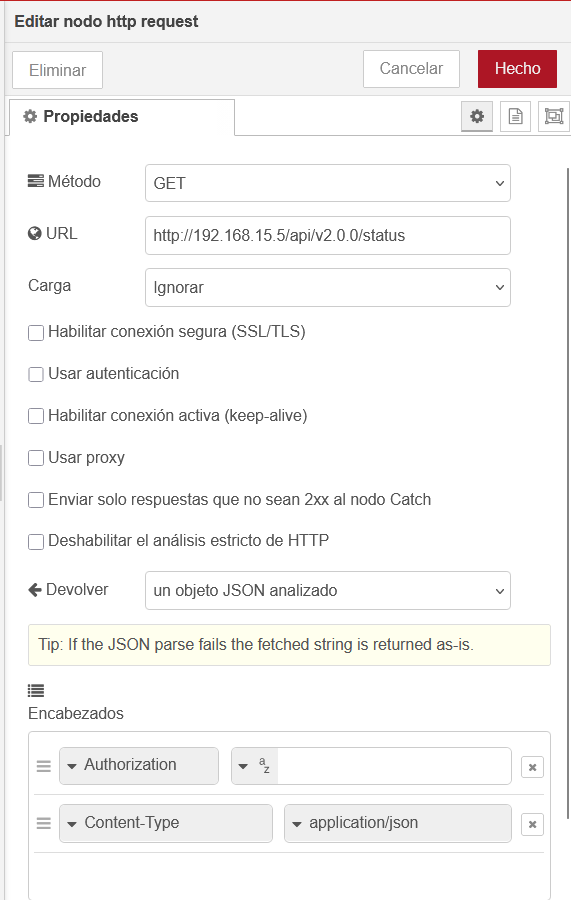 Editar nodo http request
Eliminar
Cancelar
Hecho
Propiedades
Método
GET
URL
http://192.168.15.5/api/v2.0.0/status
Carga
Ignorar
Habilitar conexión segura (SSL/TLS)
Usar autenticación
Habilitar conexión activa (keep-alive)
Usar proxy
Enviar solo respuestas que no sean 2xx al nodo Catch
Deshabilitar el análisis estricto de HTTP
Devolver
un objeto JSON analizado
Tip: If the JSON parse fails the fetched string is returned as-is.
Encabezados
Authorization
a
z
Content-Type
application/json